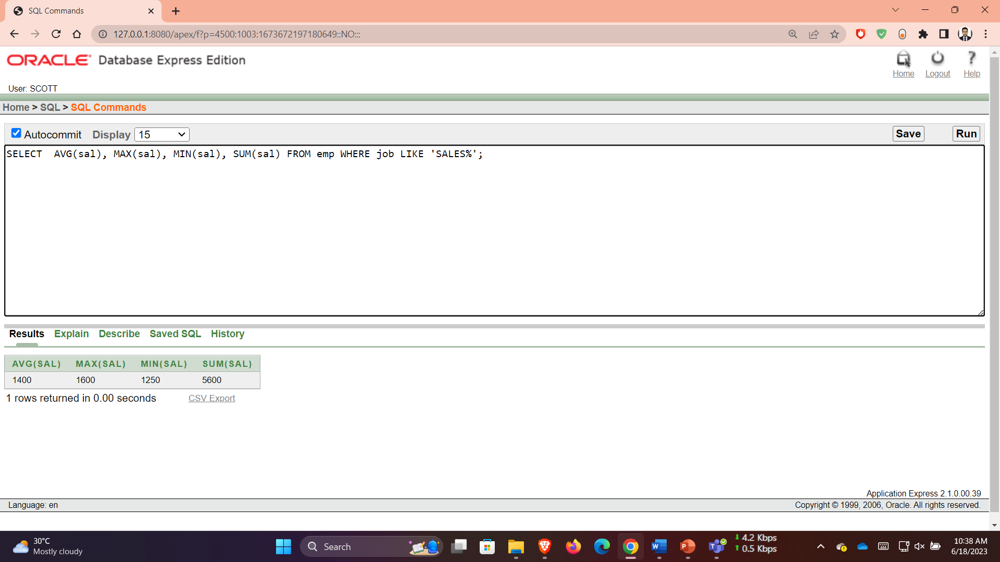 SQL Commands
127.0.0.1:8080/apex/f?p=4500:1003:1673672197180649::NO:::
ORACLE Database Express Edition
Home Logout Help
User: SCOTT
Home > SQL > SQL Commands
Autocommit Display 15 Save Run
SELECT  AVG(sal), MAX(sal), MIN(sal), SUM(sal) FROM emp WHERE job LIKE 'SALES%';
Results Explain Describe Saved SQL History
AVG(SAL) MAX(SAL) MIN(SAL) SUM(SAL)
1400 1600 1250 5600
1 rows returned in 0.00 seconds CSV Export
Application Express 2.1.0.00.39
Language: en Copyright © 1999, 2006, Oracle. All rights reserved.
30°C
Mostly cloudy
Search
4.2 Kbps
0.5 Kbps
10:38 AM
6/18/2023